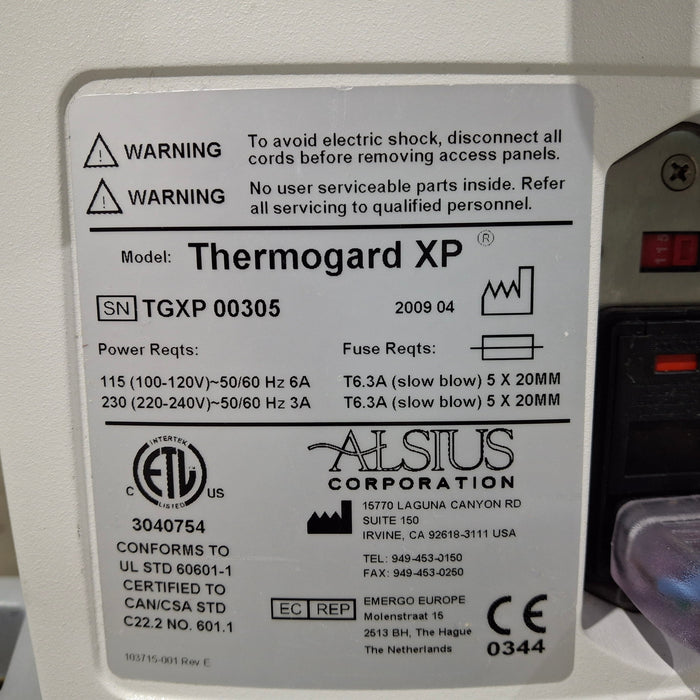 WARNING To avoid electric shock, disconnect all
cords before removing access panels.
WARNING No user serviceable parts inside. Refer
all servicing to qualified personnel.
Model: Thermogard XP ®
SN TGXP 00305 2009 04
Power Reqts: Fuse Reqts:
115 (100-120V)~50/60 Hz 6A T6.3A (slow blow) 5 X 20MM
230 (220-240V)~50/60 Hz 3A T6.3A (slow blow) 5 X 20MM
INTERTEK
ETL
LISTED
C US
3040754
CONFORMS TO
UL STD 60601-1
CERTIFIED TO
CAN/CSA STD
C22.2 NO. 601.1
103715-001 Rev E
ALSIUS
CORPORATION
15770 LAGUNA CANYON RD
SUITE 150
IRVINE, CA 92618-3111 USA
TEL: 949-453-0150
FAX: 949-453-0250
EC REP EMERGO EUROPE
Molenstraat 15
2513 BH, The Hague
The Netherlands
CE
0344
115